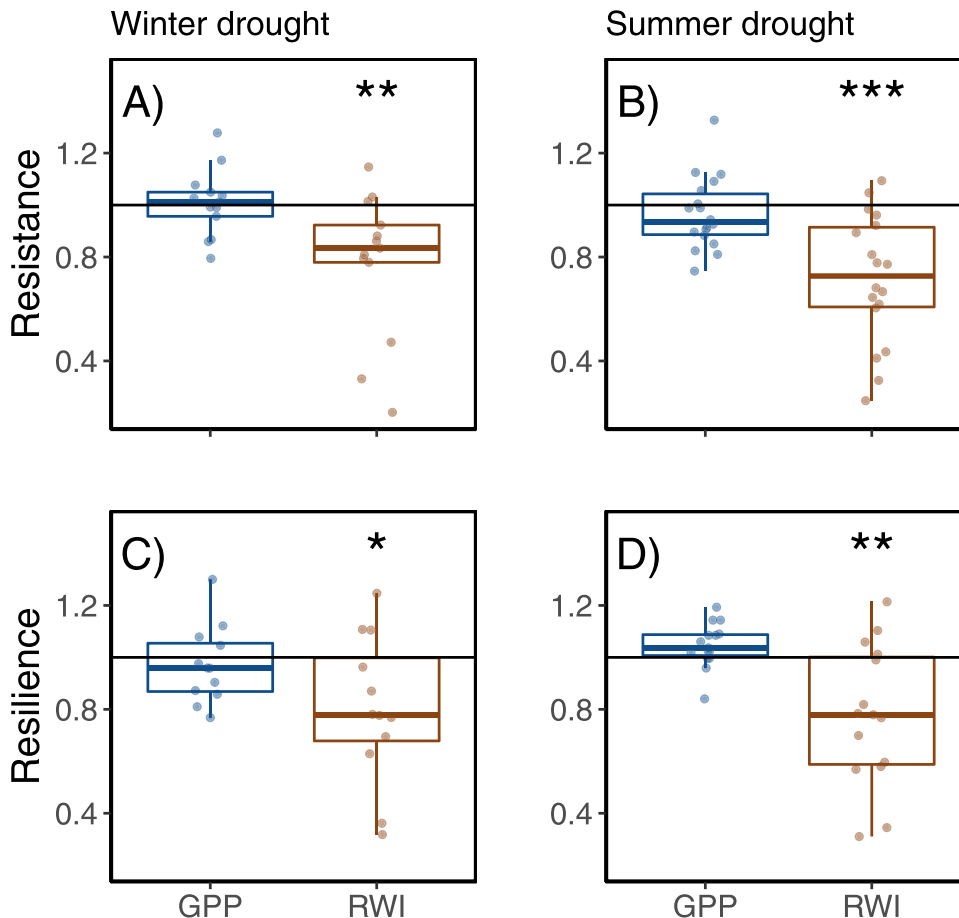 Winter drought
Summer drought
Resistance
A)
**
1.2
0.8
0.4
B)
***
1.2
0.8
0.4
Resilience
C)
*
1.2
0.8
0.4
GPP
RWI
D)
**
1.2
0.8
0.4
GPP
RWI